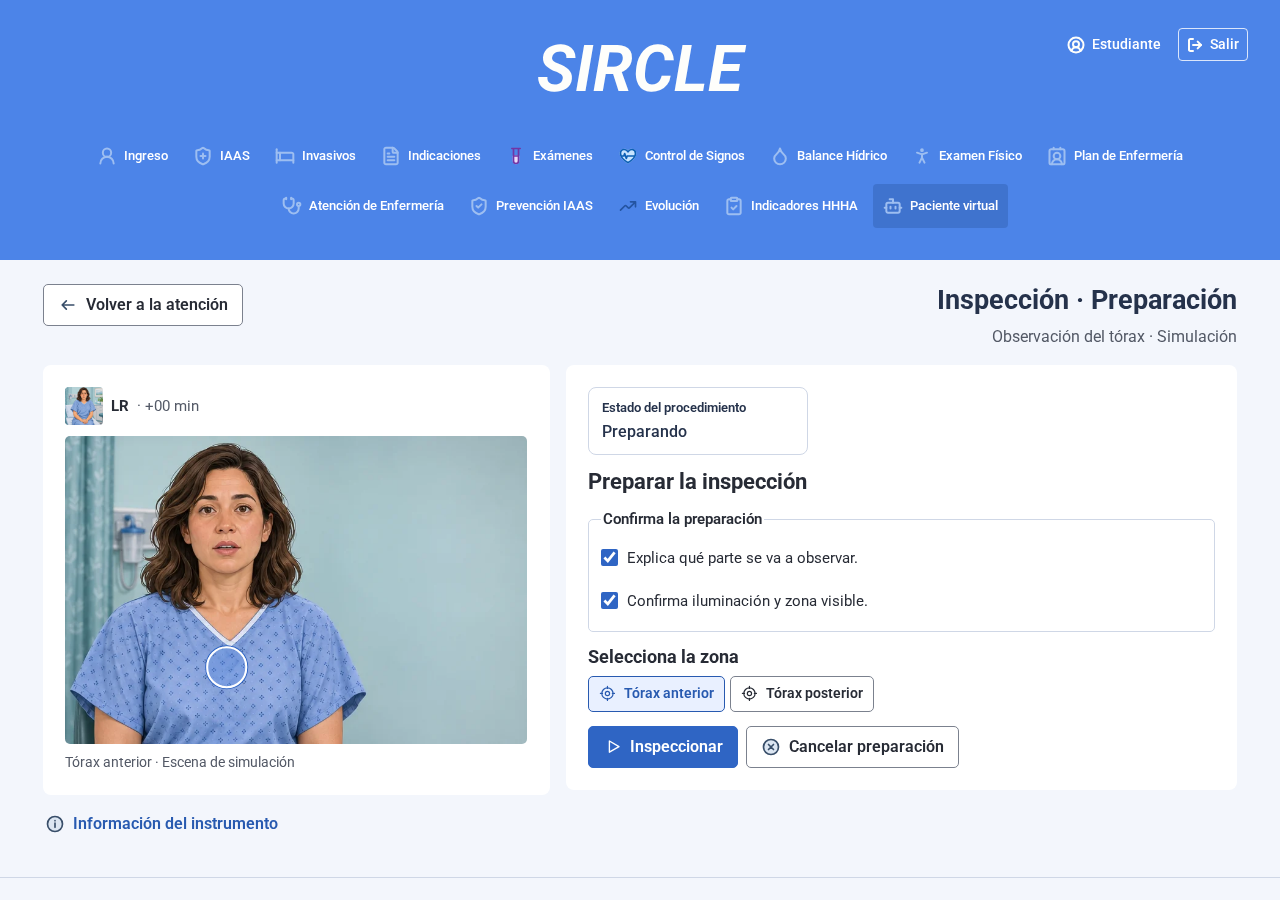 SIRCLE
Estudiante
Salir
Ingreso
IAAS
Invasivos
Indicaciones
Exámenes
Control de Signos
Balance Hídrico
Examen Físico
Plan de Enfermería
Atención de Enfermería
Prevención IAAS
Evolución
Indicadores HHHA
Paciente virtual
Volver a la atención
Inspección · Preparación
Observación del tórax · Simulación
LR · +00 min
Tórax anterior · Escena de simulación
Información del instrumento
Estado del procedimiento
Preparando
Preparar la inspección
Confirma la preparación
Explica qué parte se va a observar.
Confirma iluminación y zona visible.
Selecciona la zona
Tórax anterior
Tórax posterior
Inspeccionar
Cancelar preparación